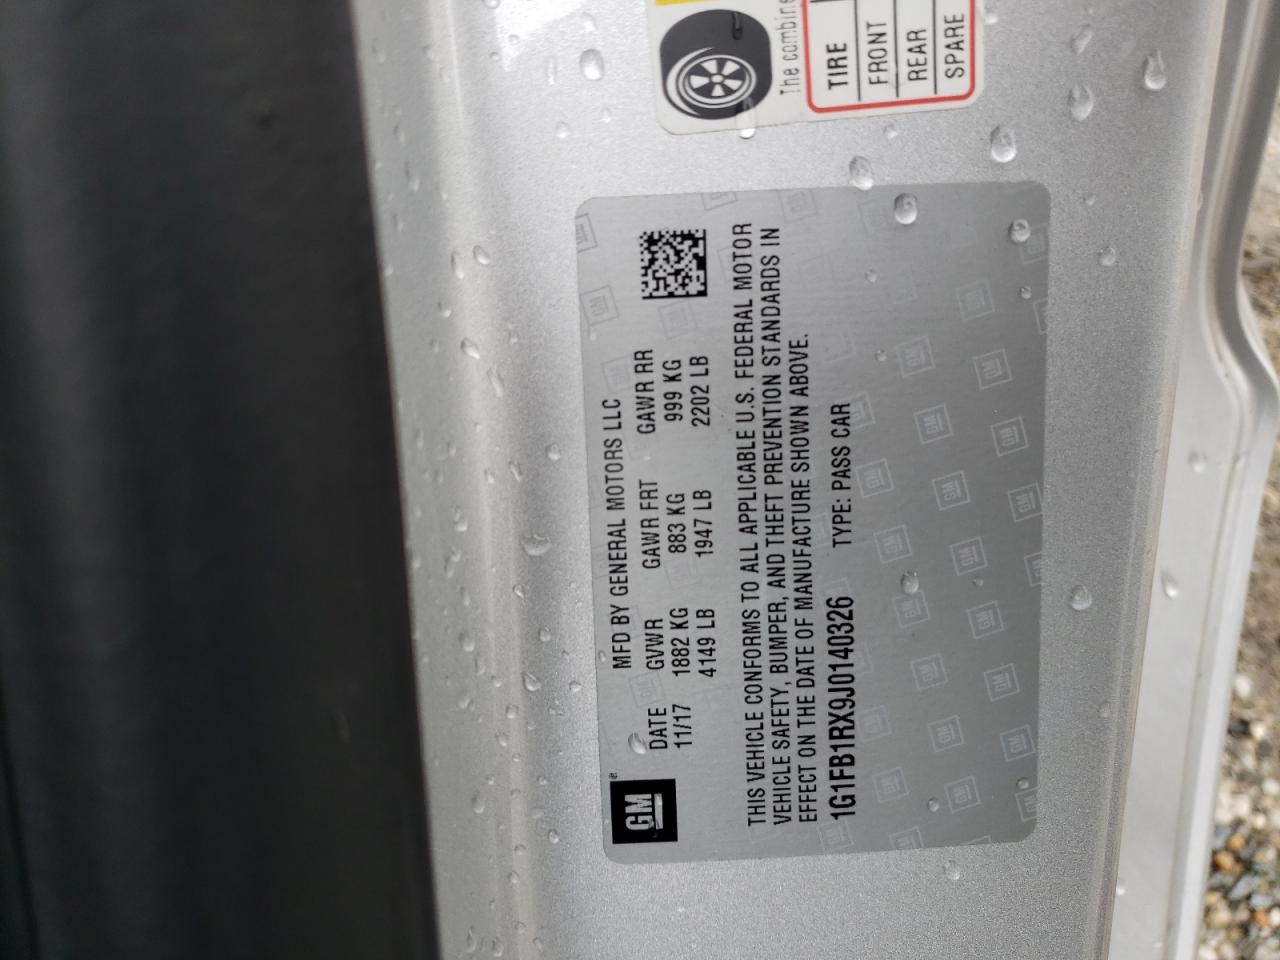 GM
MFD BY GENERAL MOTORS LLC
DATE GVWR GAWR FRT GAWR RR
11/17 1882 KG 883 KG 999 KG
4149 LB 1947 LB 2202 LB
THIS VEHICLE CONFORMS TO ALL APPLICABLE U.S. FEDERAL MOTOR
VEHICLE SAFETY, BUMPER, AND THEFT PREVENTION STANDARDS IN
EFFECT ON THE DATE OF MANUFACTURE SHOWN ABOVE.
1G1FB1RX9J0140326 TYPE: PASS CAR
The combine
TIRE
FRONT
REAR
SPARE